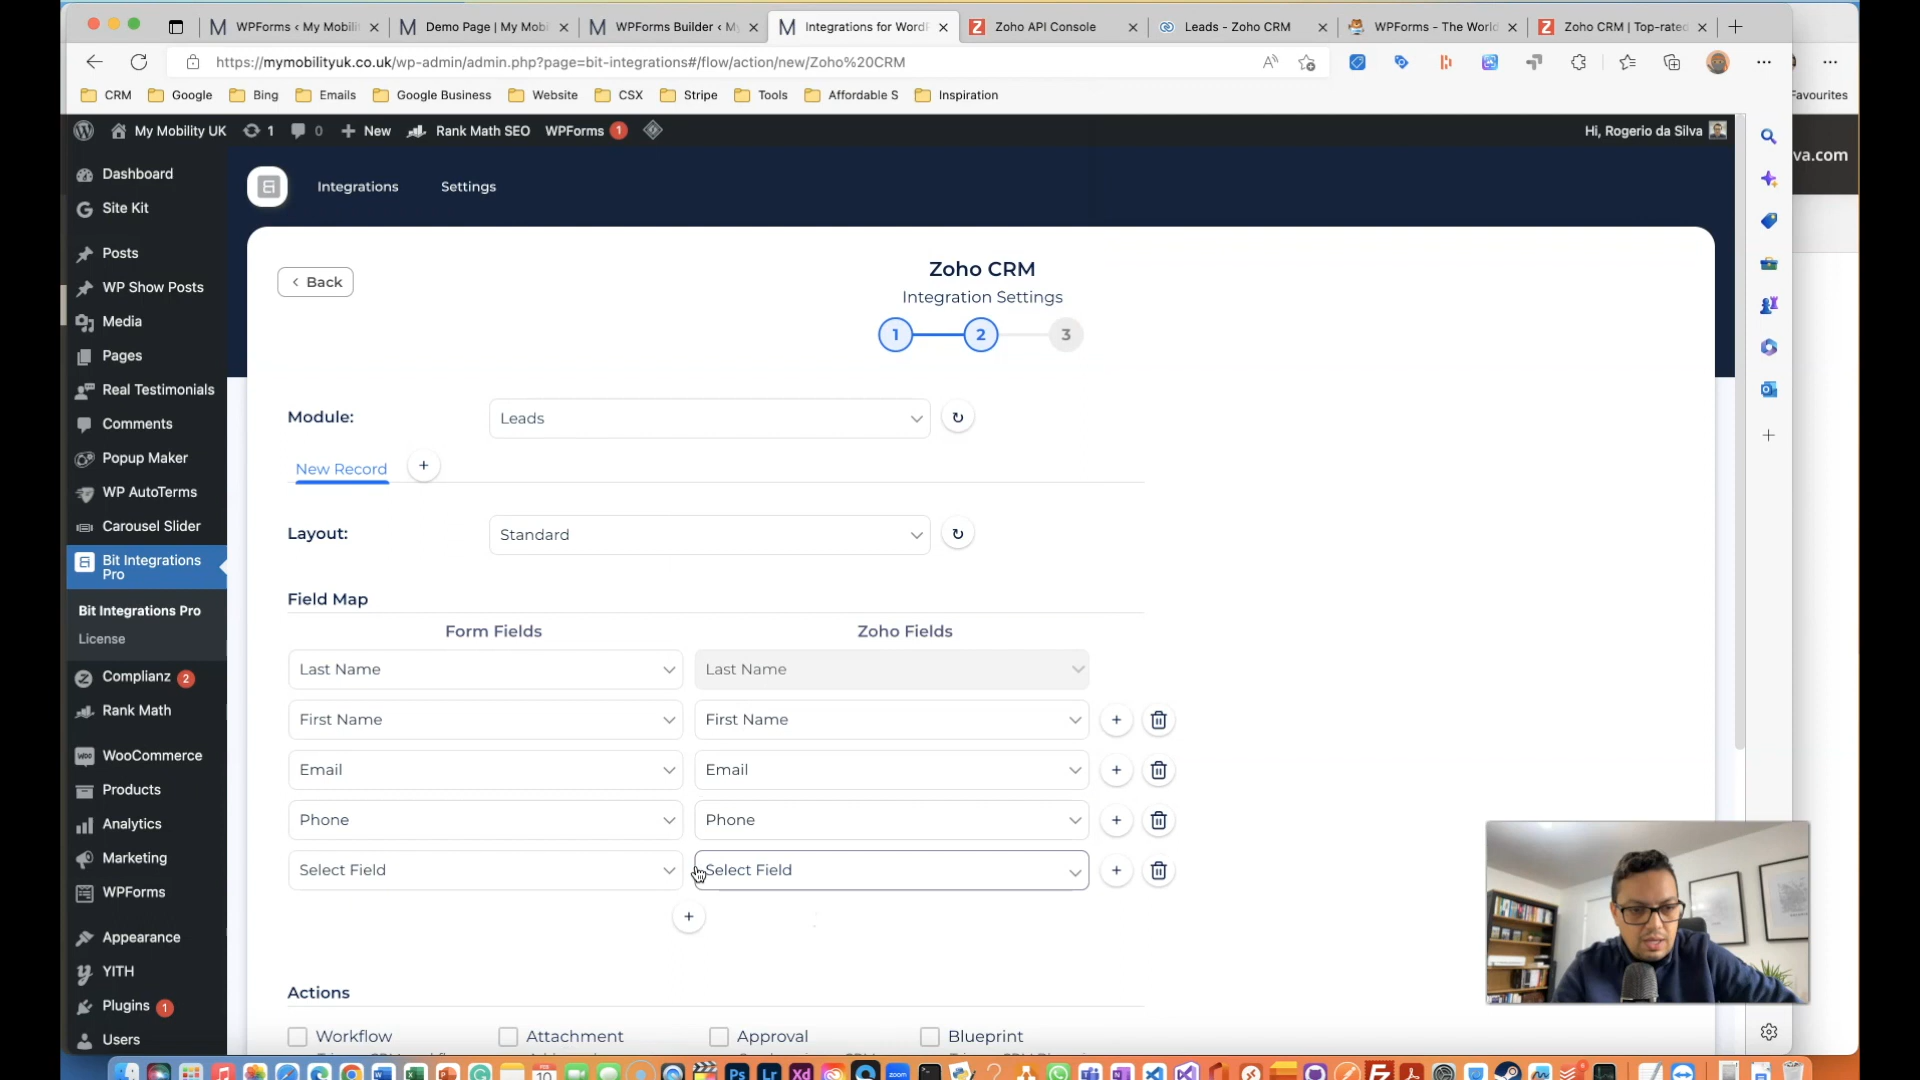 WPForms < My Mobilit
Demo Page | My Mobi
WPForms Builder < My
Integrations for WordP
Zoho API Console
Leads - Zoho CRM
WPForms - The World
Zoho CRM | Top-rated
https://mymobilityuk.co.uk/wp-admin/admin.php?page=bit-integrations#/flow/action/new/Zoho%20CRM
CRM
Google
Bing
Emails
Google Business
Website
CSX
Stripe
Tools
Affordable S
Inspiration
Favourites
My Mobility UK
1
0
New
Rank Math SEO
WPForms 1
Hi, Rogerio da Silva
va.com
Dashboard
Site Kit
Posts
WP Show Posts
Media
Pages
Real Testimonials
Comments
Popup Maker
WP AutoTerms
Carousel Slider
Bit Integrations
Pro
Bit Integrations Pro
License
Complianz 2
Rank Math
WooCommerce
Products
Analytics
Marketing
WPForms
Appearance
YITH
Plugins 1
Users
Integrations
Settings
Back
Zoho CRM
Integration Settings
1
2
3
Module:
Leads
New Record
Layout:
Standard
Field Map
Form Fields
Zoho Fields
Last Name
Last Name
First Name
First Name
Email
Email
Phone
Phone
Select Field
Select Field
Actions
Workflow
Attachment
Approval
Blueprint